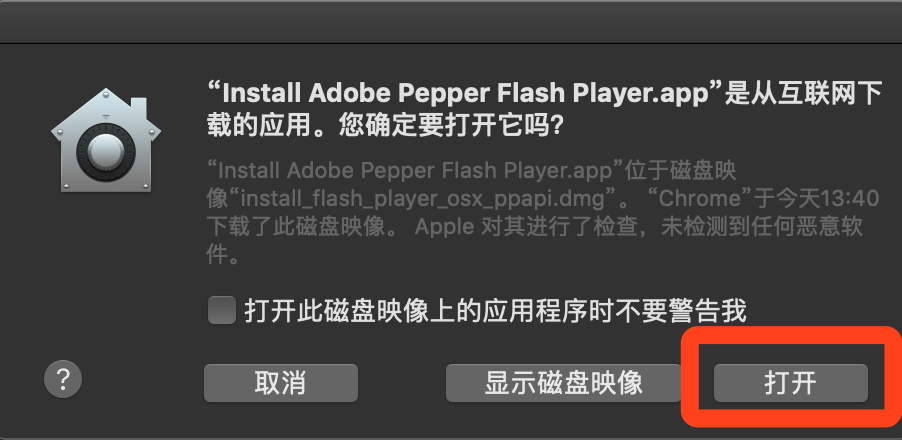 “Install Adobe Pepper Flash Player.app”是从互联网下
载的应用。您确定要打开它吗？
“Install Adobe Pepper Flash Player.app”位于磁盘映
像“install_flash_player_osx_ppapi.dmg”。 “Chrome”于今天13:40
下载了此磁盘映像。 Apple 对其进行了检查，未检测到任何恶意软
件。
打开此磁盘映像上的应用程序时不要警告我
?
取消
显示磁盘映像
打开